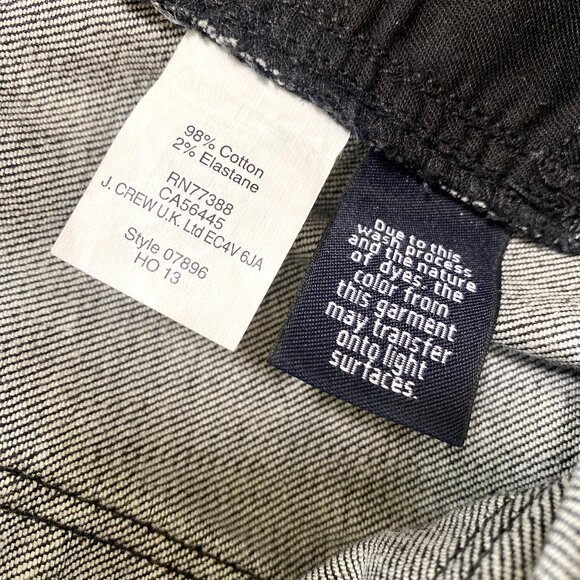 98% Cotton
2% Elastane
RN77388
CA56445
J. CREW U.K. Ltd EC4V 6JA
Style 07896
HO 13
Due to this
wash process
and the nature
of dyes, the
color from
this garment
may transfer
onto light
surfaces.